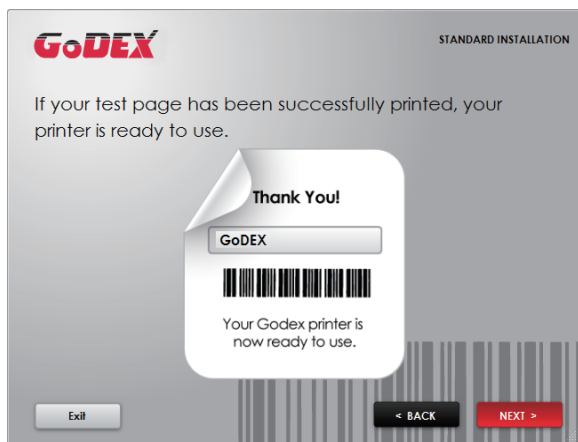 GoDEX
STANDARD INSTALLATION
If your test page has been successfully printed, your
printer is ready to use.
Thank You!
GoDEX
Your Godex printer is
now ready to use.
Exit
< BACK
NEXT >